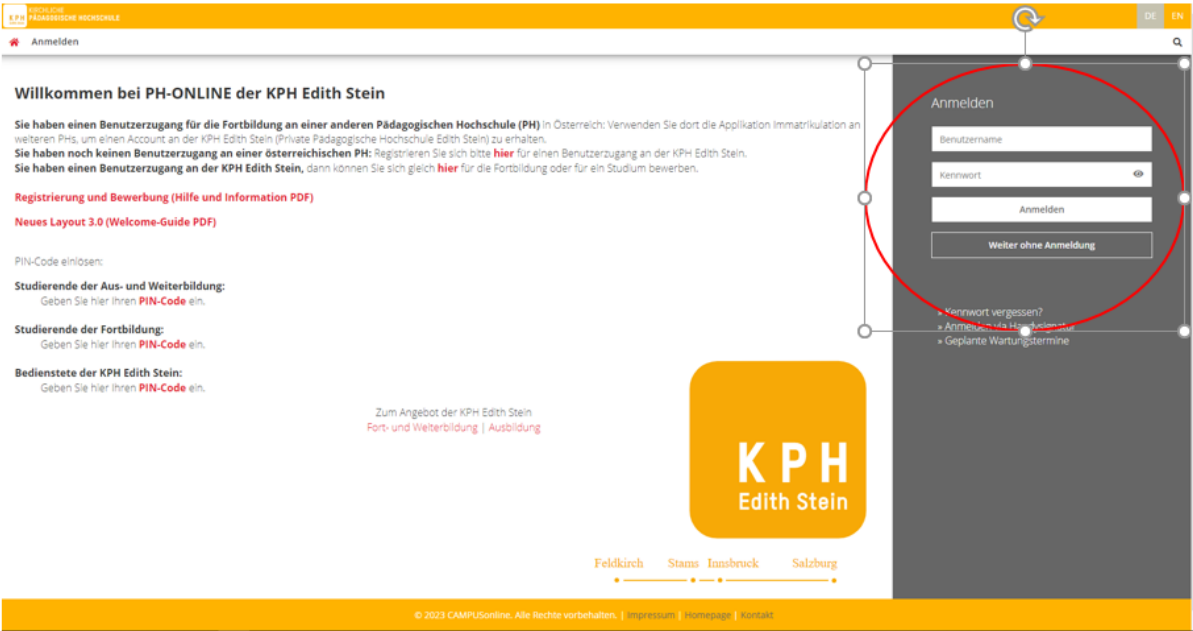 KPH KIRCHLICHE
PÄDAGOGISCHE HOCHSCHULE
DE EN
Anmelden
Willkommen bei PH-ONLINE der KPH Edith Stein
Sie haben einen Benutzerzugang für die Fortbildung an einer anderen Pädagogischen Hochschule (PH) in Österreich: Verwenden Sie dort die Applikation Immatrikulation an
weiteren PHs, um einen Account an der KPH Edith Stein (Private Pädagogische Hochschule Edith Stein) zu erhalten.
Sie haben noch keinen Benutzerzugang an einer österreichischen PH: Registrieren Sie sich bitte hier für einen Benutzerzugang an der KPH Edith Stein.
Sie haben einen Benutzerzugang an der KPH Edith Stein, dann können Sie sich gleich hier für die Fortbildung oder für ein Studium bewerben.
Registrierung und Bewerbung (Hilfe und Information PDF)
Neues Layout 3.0 (Welcome-Guide PDF)
PIN-Code einlösen:
Studierende der Aus- und Weiterbildung:
Geben Sie hier Ihren PIN-Code ein.
Studierende der Fortbildung:
Geben Sie hier Ihren PIN-Code ein.
Bedienstete der KPH Edith Stein:
Geben Sie hier Ihren PIN-Code ein.
Zum Angebot der KPH Edith Stein
Fort- und Weiterbildung | Ausbildung
KPH
Edith Stein
Feldkirch Stams Innsbruck Salzburg
Anmelden
Benutzername
Kennwort
Anmelden
Weiter ohne Anmeldung
» Kennwort vergessen?
» Anmelden via Handysignatur
» Geplante Wartungstermine
© 2023 CAMPUSonline. Alle Rechte vorbehalten. | Impressum | Homepage | Kontakt